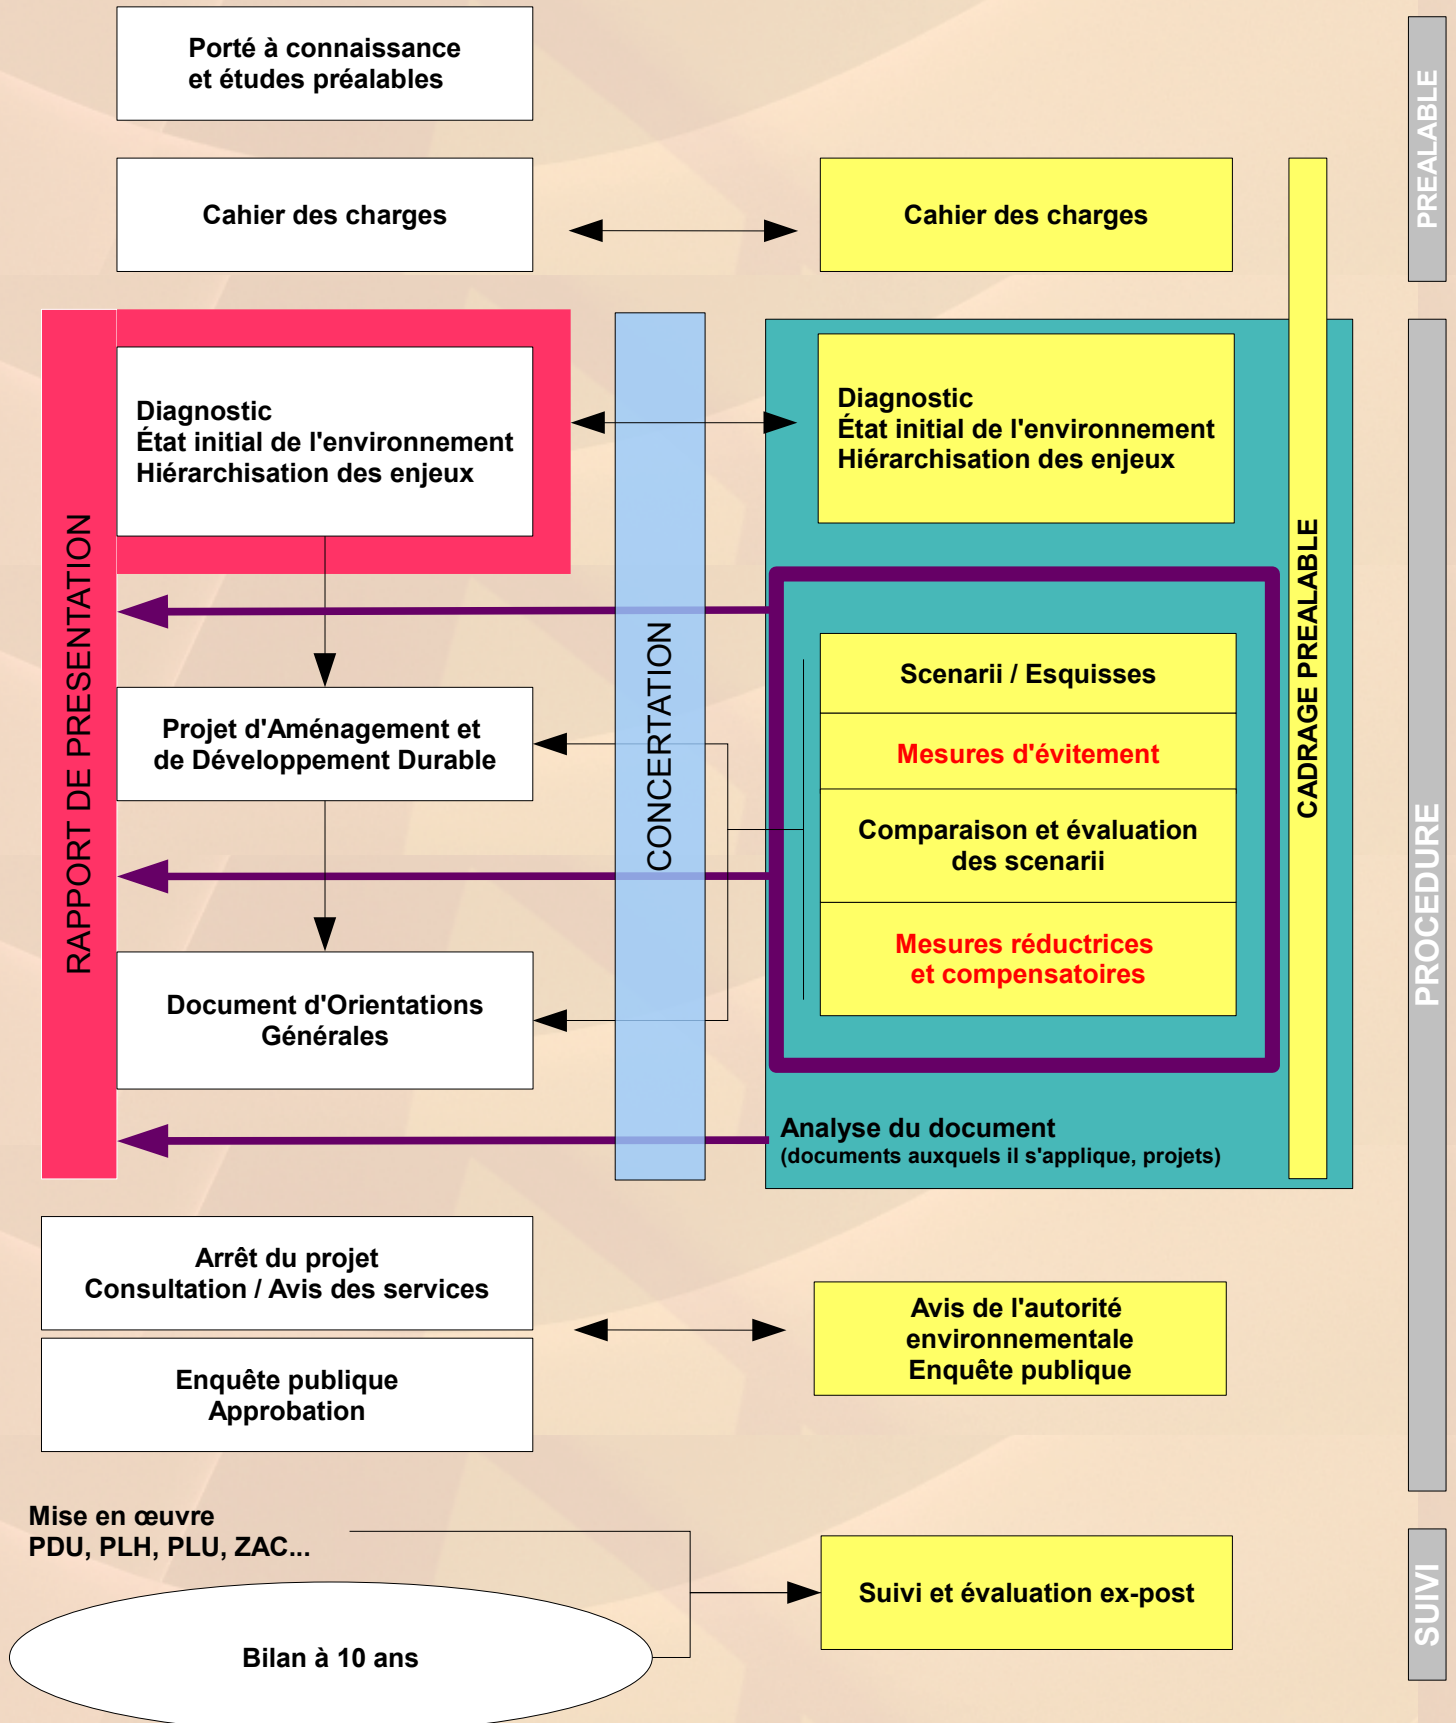 Porté à connaissance
et études préalables
PREALABLE
Cahier des charges
Cahier des charges
RAPPORT DE PRESENTATION
Diagnostic
État initial de l'environnement
Hiérarchisation des enjeux
CONCERTATION
Diagnostic
État initial de l'environnement
Hiérarchisation des enjeux
CADRAGE PREALABLE
PROCEDURE
Projet d'Aménagement et
de Développement Durable
Scenarii / Esquisses
Mesures d'évitement
Comparaison et évaluation
des scenarii
Mesures réductrices
et compensatoires
Document d'Orientations
Générales
Analyse du document
(documents auxquels il s'applique, projets)
Arrêt du projet
Consultation / Avis des services
Enquête publique
Approbation
Avis de l'autorité
environnementale
Enquête publique
Mise en œuvre
PDU, PLH, PLU, ZAC...
Suivi et évaluation ex-post
SUIVI
Bilan à 10 ans